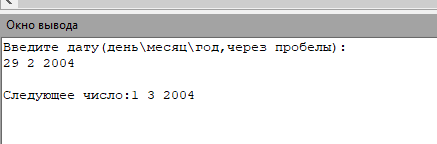 Окно вывода
Введите дату(день\месяц\год,через пробелы):
29 2 2004
Следующее число:1 3 2004